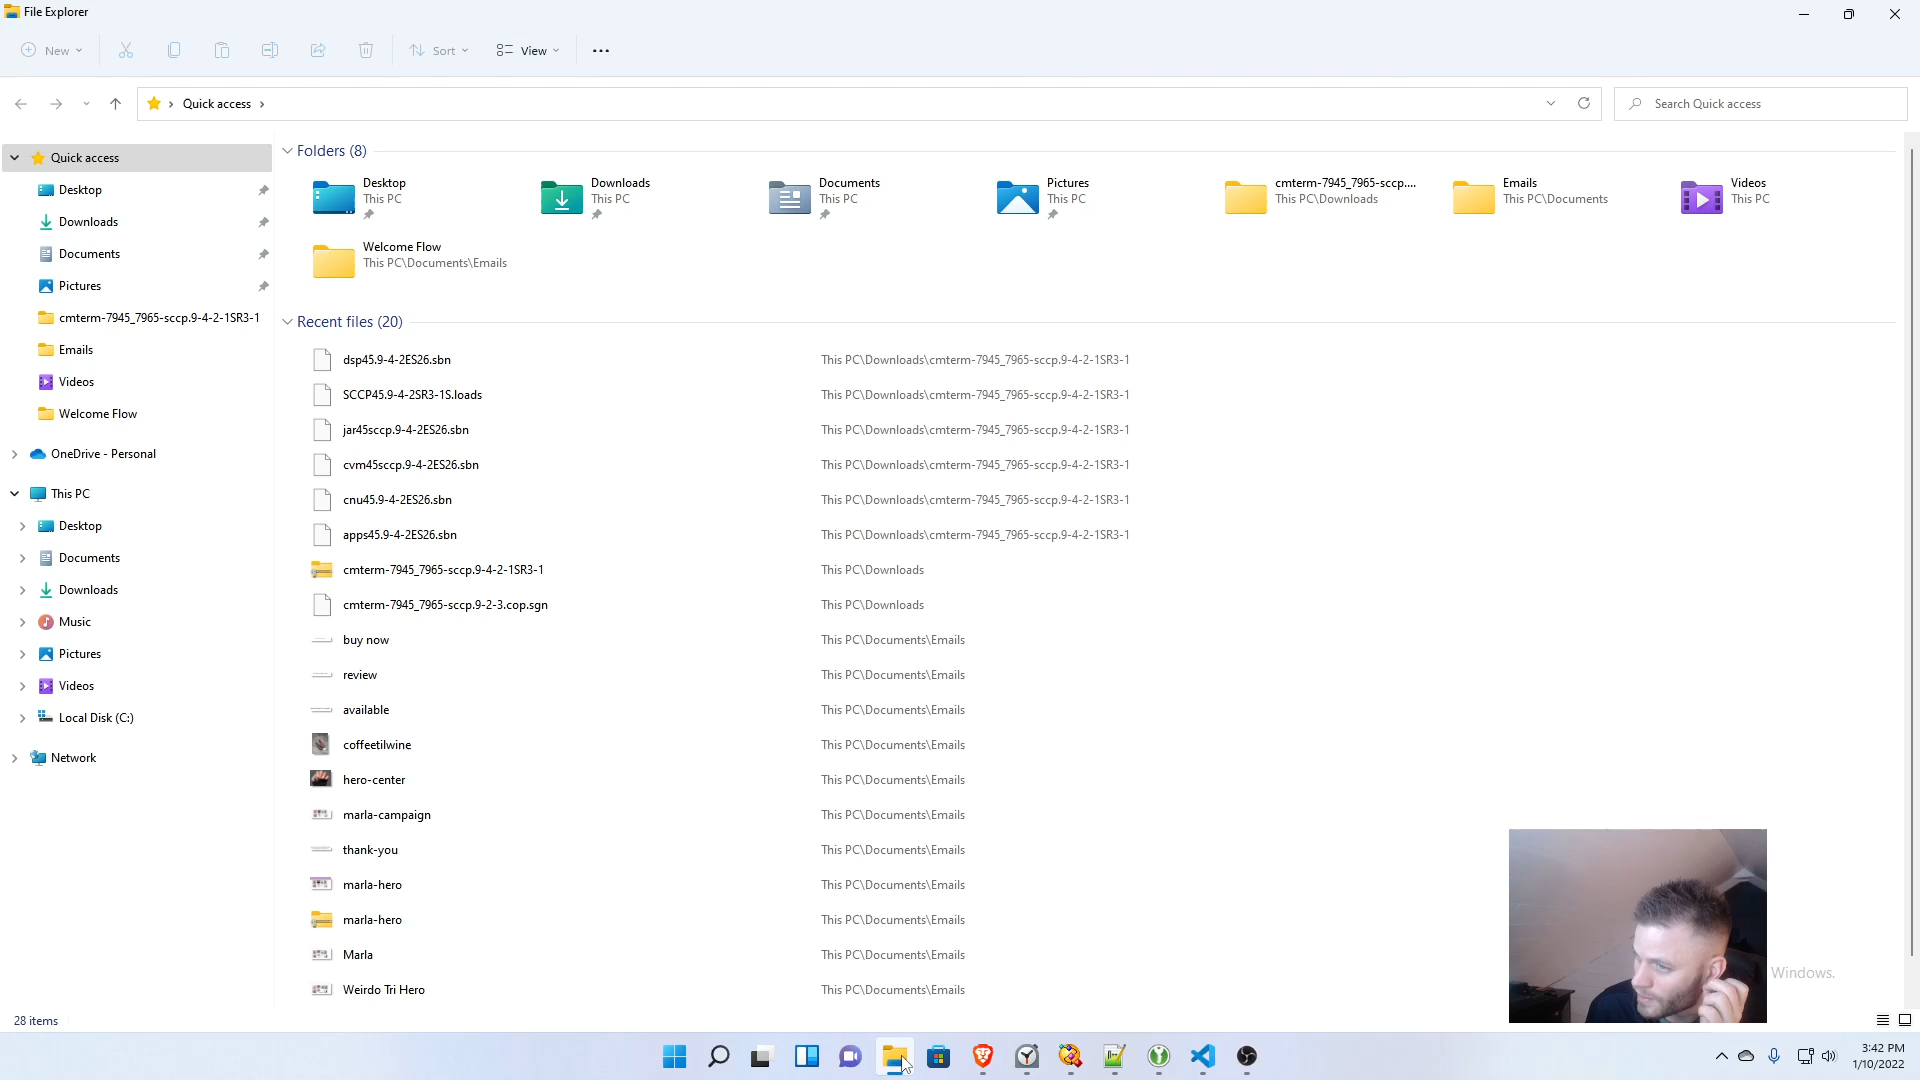 File Explorer
New
Sort
View
Quick access
Search Quick access
Quick access
Desktop
Downloads
Documents
Pictures
cmterm-7945_7965-sccp.9-4-2-1SR3-1
Emails
Videos
Welcome Flow
OneDrive - Personal
This PC
Desktop
Documents
Downloads
Music
Pictures
Videos
Local Disk (C:)
Network
Folders (8)
Desktop
This PC
Downloads
This PC
Documents
This PC
Pictures
This PC
cmterm-7945_7965-sccp....
This PC\Downloads
Emails
This PC\Documents
Videos
This PC
Welcome Flow
This PC\Documents\Emails
Recent files (20)
dsp45.9-4-2ES26.sbn This PC\Downloads\cmterm-7945_7965-sccp.9-4-2-1SR3-1
SCCP45.9-4-2SR3-1S.loads This PC\Downloads\cmterm-7945_7965-sccp.9-4-2-1SR3-1
jar45sccp.9-4-2ES26.sbn This PC\Downloads\cmterm-7945_7965-sccp.9-4-2-1SR3-1
cvm45sccp.9-4-2ES26.sbn This PC\Downloads\cmterm-7945_7965-sccp.9-4-2-1SR3-1
cnu45.9-4-2ES26.sbn This PC\Downloads\cmterm-7945_7965-sccp.9-4-2-1SR3-1
apps45.9-4-2ES26.sbn This PC\Downloads\cmterm-7945_7965-sccp.9-4-2-1SR3-1
cmterm-7945_7965-sccp.9-4-2-1SR3-1 This PC\Downloads
cmterm-7945_7965-sccp.9-2-3.cop.sgn This PC\Downloads
buy now This PC\Documents\Emails
review This PC\Documents\Emails
available This PC\Documents\Emails
coffeetilwine This PC\Documents\Emails
hero-center This PC\Documents\Emails
marla-campaign This PC\Documents\Emails
thank-you This PC\Documents\Emails
marla-hero This PC\Documents\Emails
marla-hero This PC\Documents\Emails
Marla This PC\Documents\Emails
Weirdo Tri Hero This PC\Documents\Emails
Windows.
28 items
3:42 PM
1/10/2022